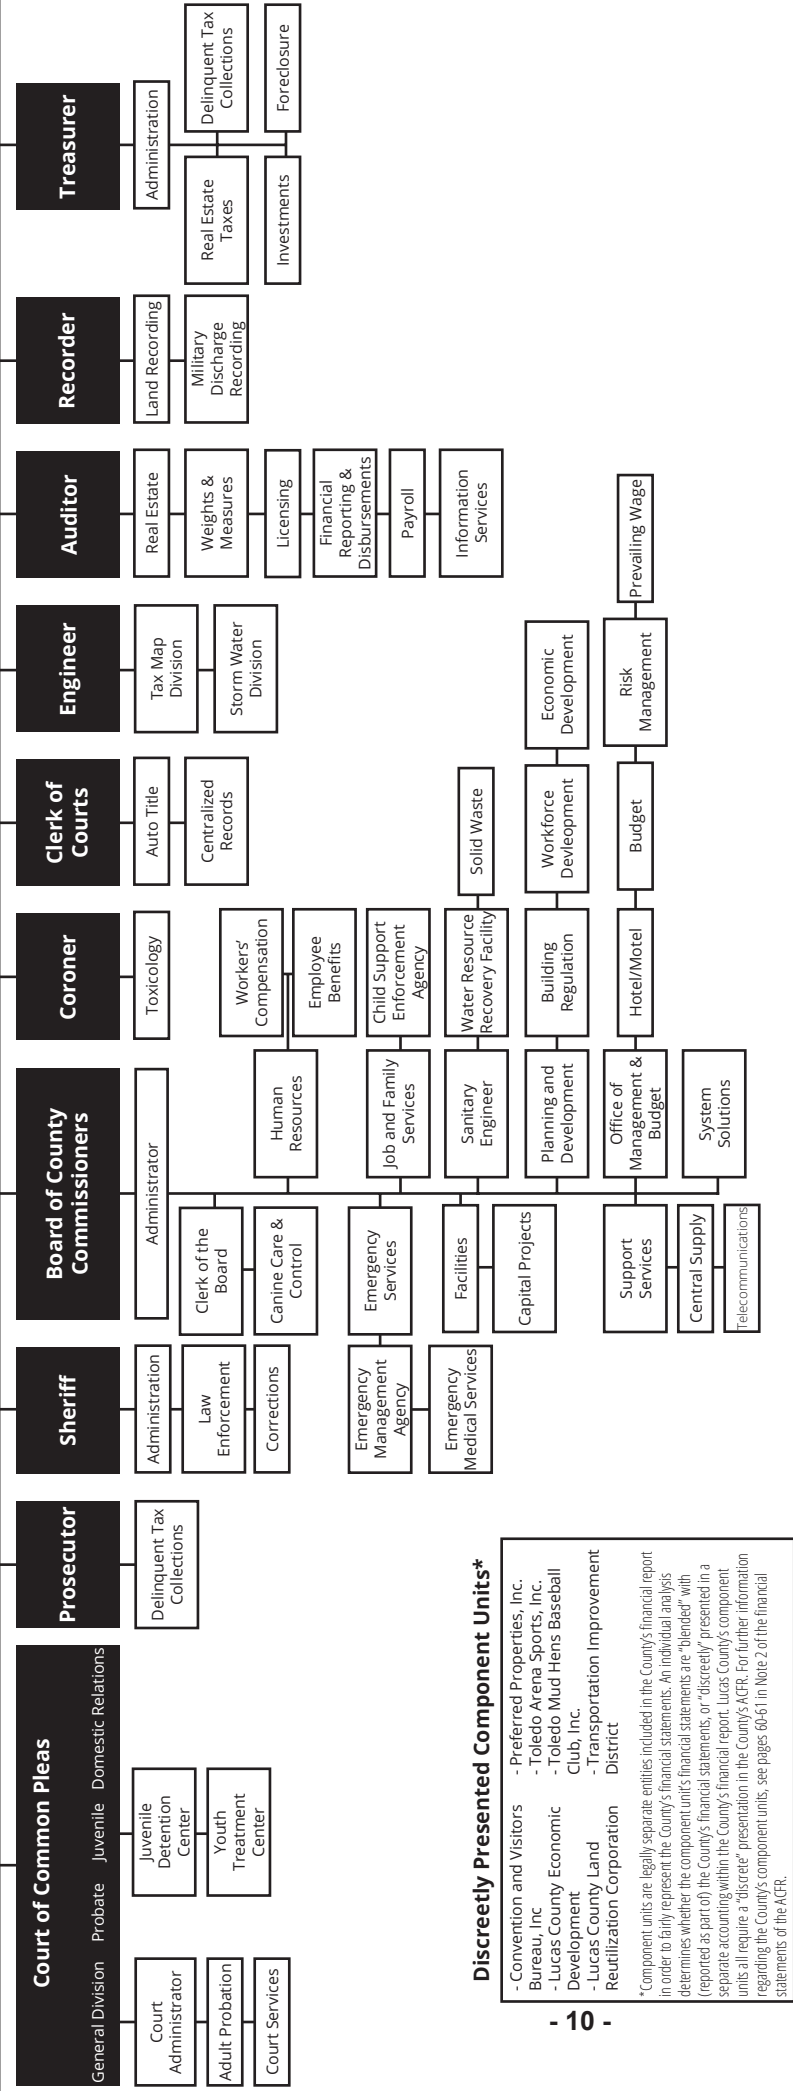 Court of Common Pleas
General Division
Probate
Juvenile
Domestic Relations
Court
Administrator
Adult Probation
Court Services
Juvenile
Detention
Center
Youth
Treatment
Center
Prosecutor
Delinquent Tax
Collections
Sheriff
Administration
Law
Enforcement
Corrections
Board of County
Commissioners
Administrator
Clerk of the
Board
Canine Care &
Control
Human
Resources
Workers'
Compensation
Employee
Benefits
Emergency
Services
Emergency
Management
Agency
Emergency
Medical Services
Job and Family
Services
Child Support
Enforcement
Agency
Facilities
Capital Projects
Sanitary
Engineer
Water Resource
Recovery Facility
Solid Waste
Planning and
Development
Building
Regulation
Workforce
Devleopment
Economic
Development
Support
Services
Central Supply
Telecommunications
Office of
Management &
Budget
Hotel/Motel
Budget
Risk
Management
Prevailing Wage
System
Solutions
Coroner
Toxicology
Clerk of
Courts
Auto Title
Centralized
Records
Engineer
Tax Map
Division
Storm Water
Division
Auditor
Real Estate
Weights &
Measures
Licensing
Financial
Reporting &
Disbursements
Payroll
Information
Services
Recorder
Land Recording
Military
Discharge
Recording
Treasurer
Administration
Real Estate
Taxes
Delinquent Tax
Collections
Investments
Foreclosure
Discreetly Presented Component Units*
- Convention and Visitors
Bureau, Inc
- Lucas County Economic
Development
- Lucas County Land
Reutilization Corporation
- Preferred Properties, Inc.
- Toledo Arena Sports, Inc.
- Toledo Mud Hens Baseball
Club, Inc.
- Transportation Improvement
District
*Component units are legally separate entities included in the County's financial report
in order to fairly represent the County's financial statements. An individual analysis
determines whether the component unit's financial statements are "blended" with
(reported as part of) the County's financial statements, or "discreetly" presented in a
separate accounting within the County's financial report. Lucas County's component
units all require a "discrete" presentation in the County's ACFR. For further information
regarding the County's component units, see pages 60-61 in Note 2 of the financial
statements of the ACFR.
- 10 -